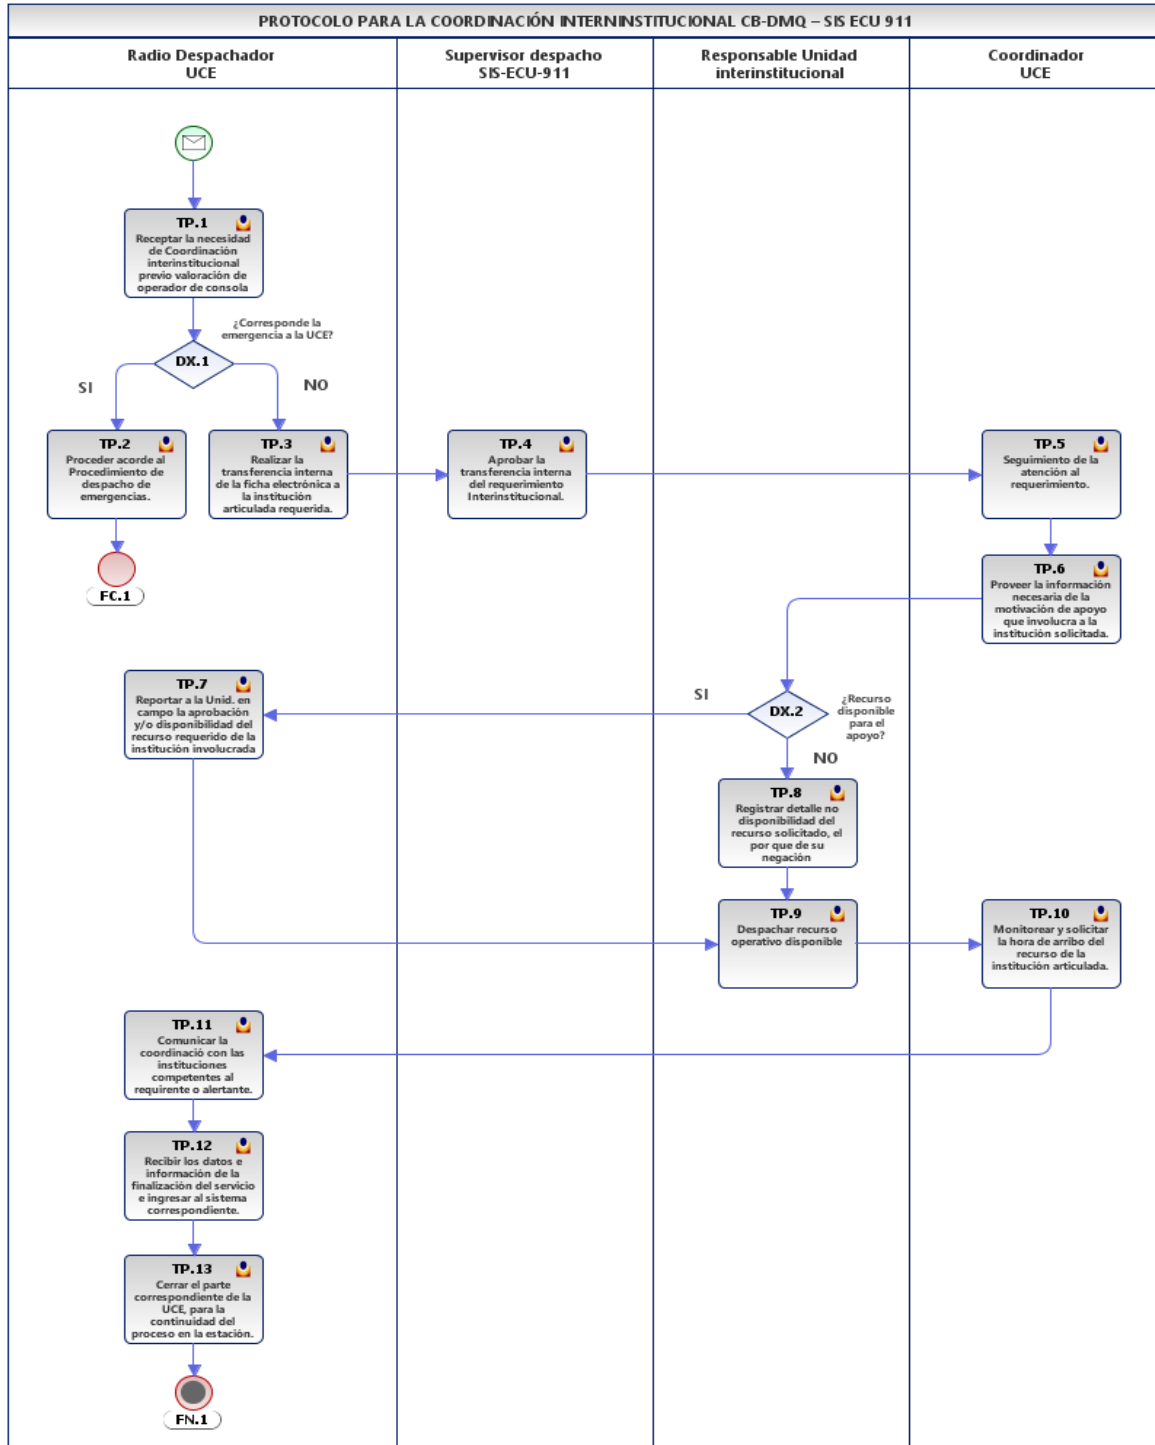 PROTOCOLO PARA LA COORDINACIÓN INTERNINSTITUCIONAL CB-DMQ – SIS ECU 911
Radio Despachador
UCE
Supervisor despacho
SIS-ECU-911
Responsable Unidad
interinstitucional
Coordinador
UCE
TP.1
Receptar la necesidad
de Coordinación
interinstitucional
previo valoración de
operador de consola
¿Corresponde la
emergencia a la UCE?
DX.1
SI
NO
TP.2
Proceder acorde al
Procedimiento de
despacho de
emergencias.
TP.3
Realizar la
transferencia interna
de la ficha electrónica a
la institución
articulada requerida.
TP.4
Aprobar la
transferencia interna
del requerimiento
Interinstitucional.
TP.5
Seguimiento de la
atención al
requerimiento.
FC.1
TP.6
Proveer la información
necesaria de la
motivación de apoyo
que involucra a la
institución solicitada.
TP.7
Reportar a la Unid. en
campo la aprobación
y/o disponibilidad del
recurso requerido de la
institución involucrada
SI
DX.2
¿Recurso
disponible
para el
apoyo?
NO
TP.8
Registrar detalle no
disponibilidad del
recurso solicitado, el
por que de su
negación
TP.9
Despachar recurso
operativo disponible
TP.10
Monitorear y solicitar
la hora de arribo del
recurso de la
institución articulada.
TP.11
Comunicar la
coordinació con las
instituciones
competentes al
requirente o alertante.
TP.12
Recibir los datos e
información de la
finalización del servicio
e ingresar al sistema
correspondiente.
TP.13
Cerrar el parte
correspondiente de la
UCE, para la
continuidad del
proceso en la estación.
FN.1